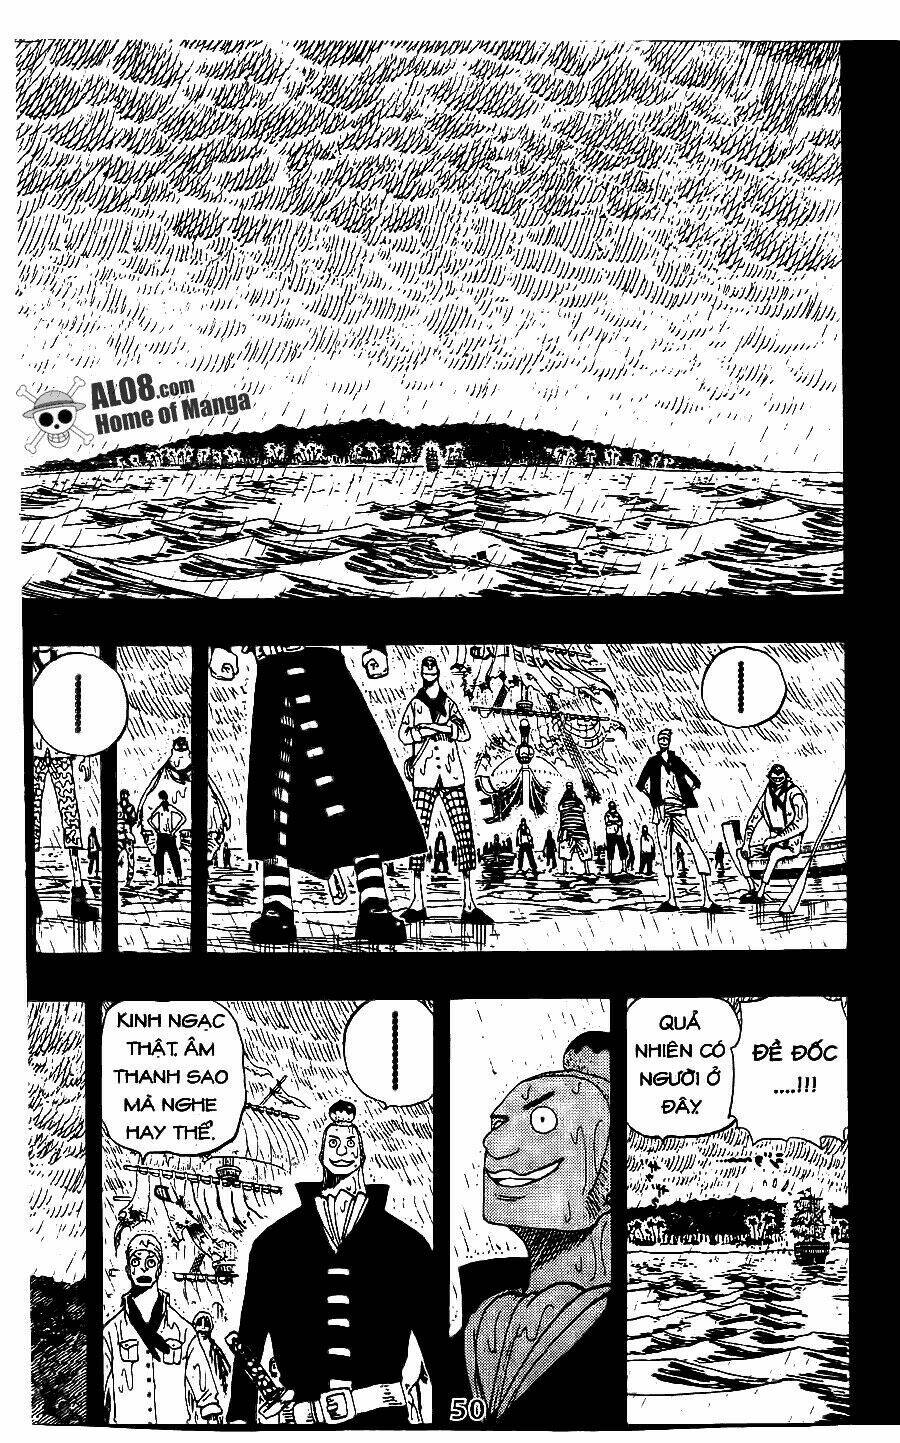 ALO8.com
Home of Manga
KINH NGẠC
THẬT. ÂM
THANH SAO
MÀ NGHE
HAY THẾ.
QUẢ
NHIÊN CÓ
NGƯỜI Ở
ĐÂY.
ĐỀ ĐỐC
....!!!
50